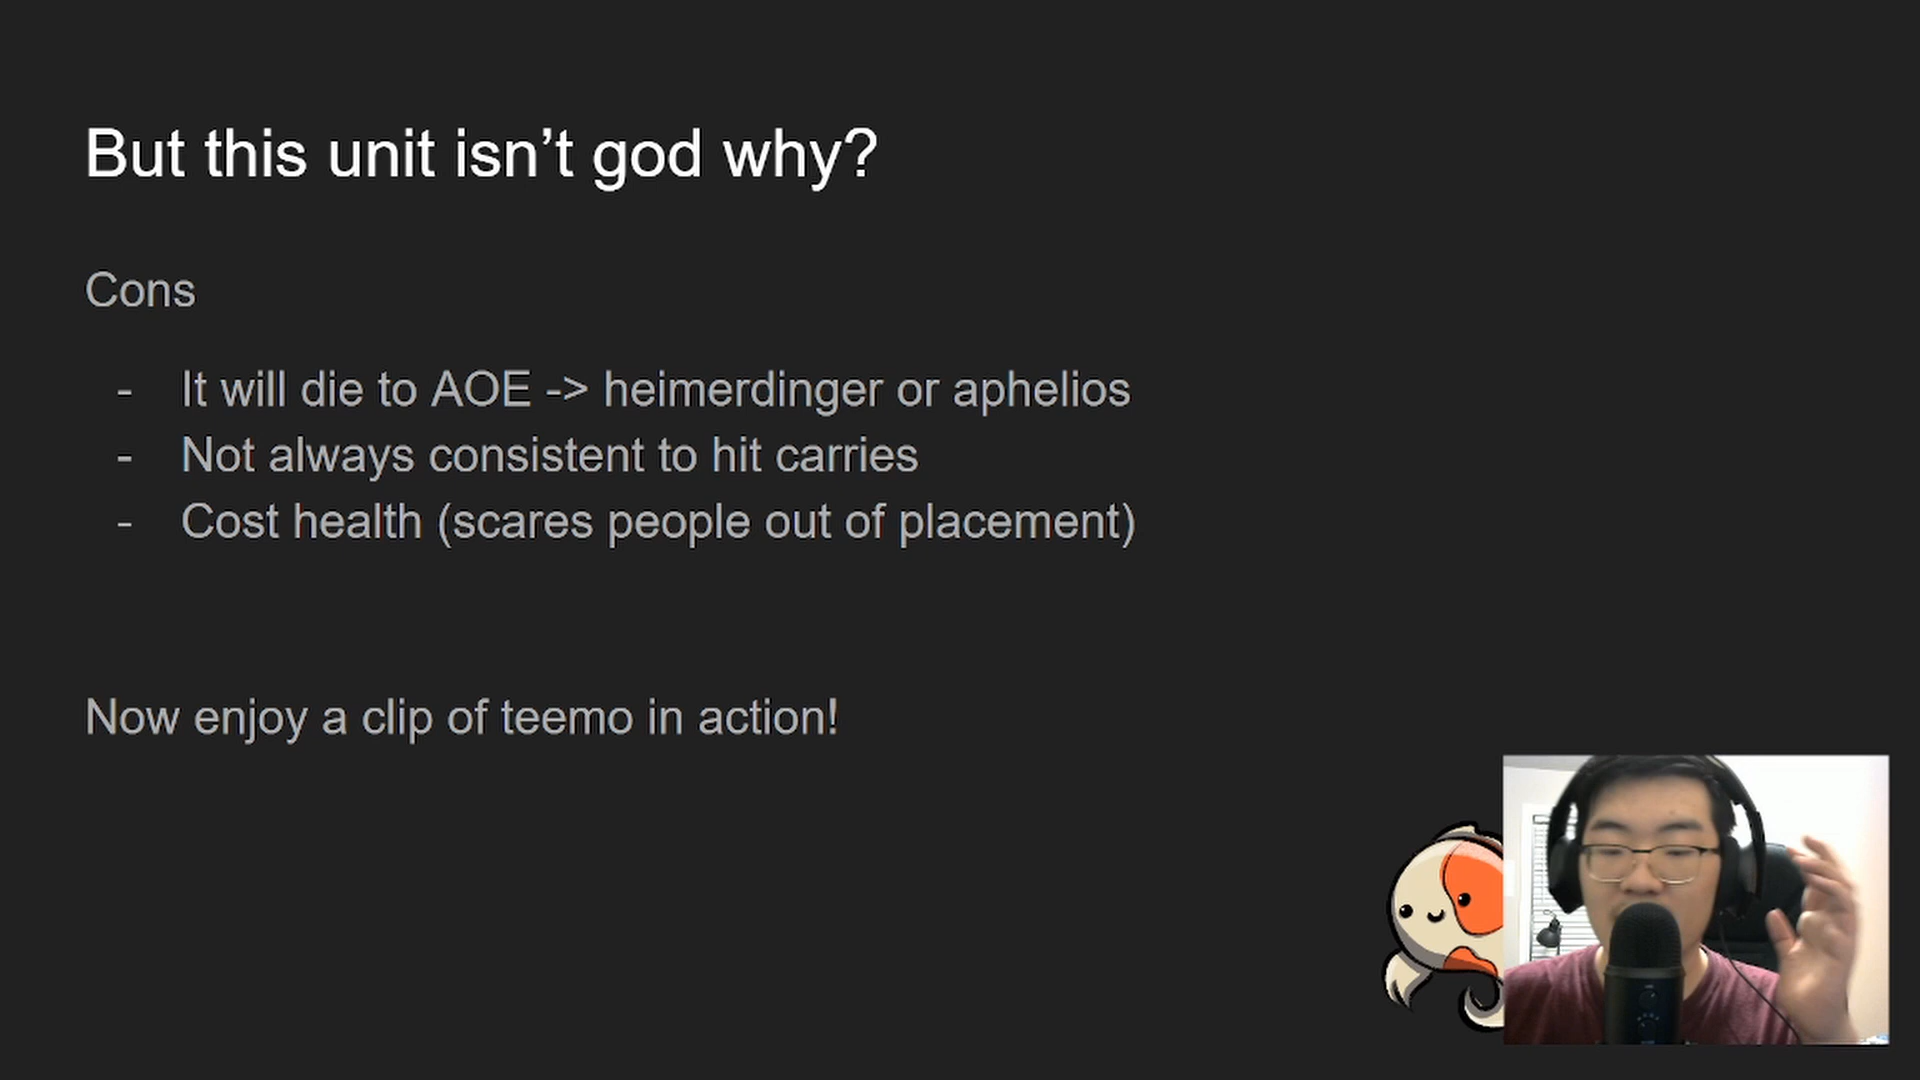 But this unit isn’t god why?
Cons
- It will die to AOE -> heimerdinger or aphelios
- Not always consistent to hit carries
- Cost health (scares people out of placement)
Now enjoy a clip of teemo in action!